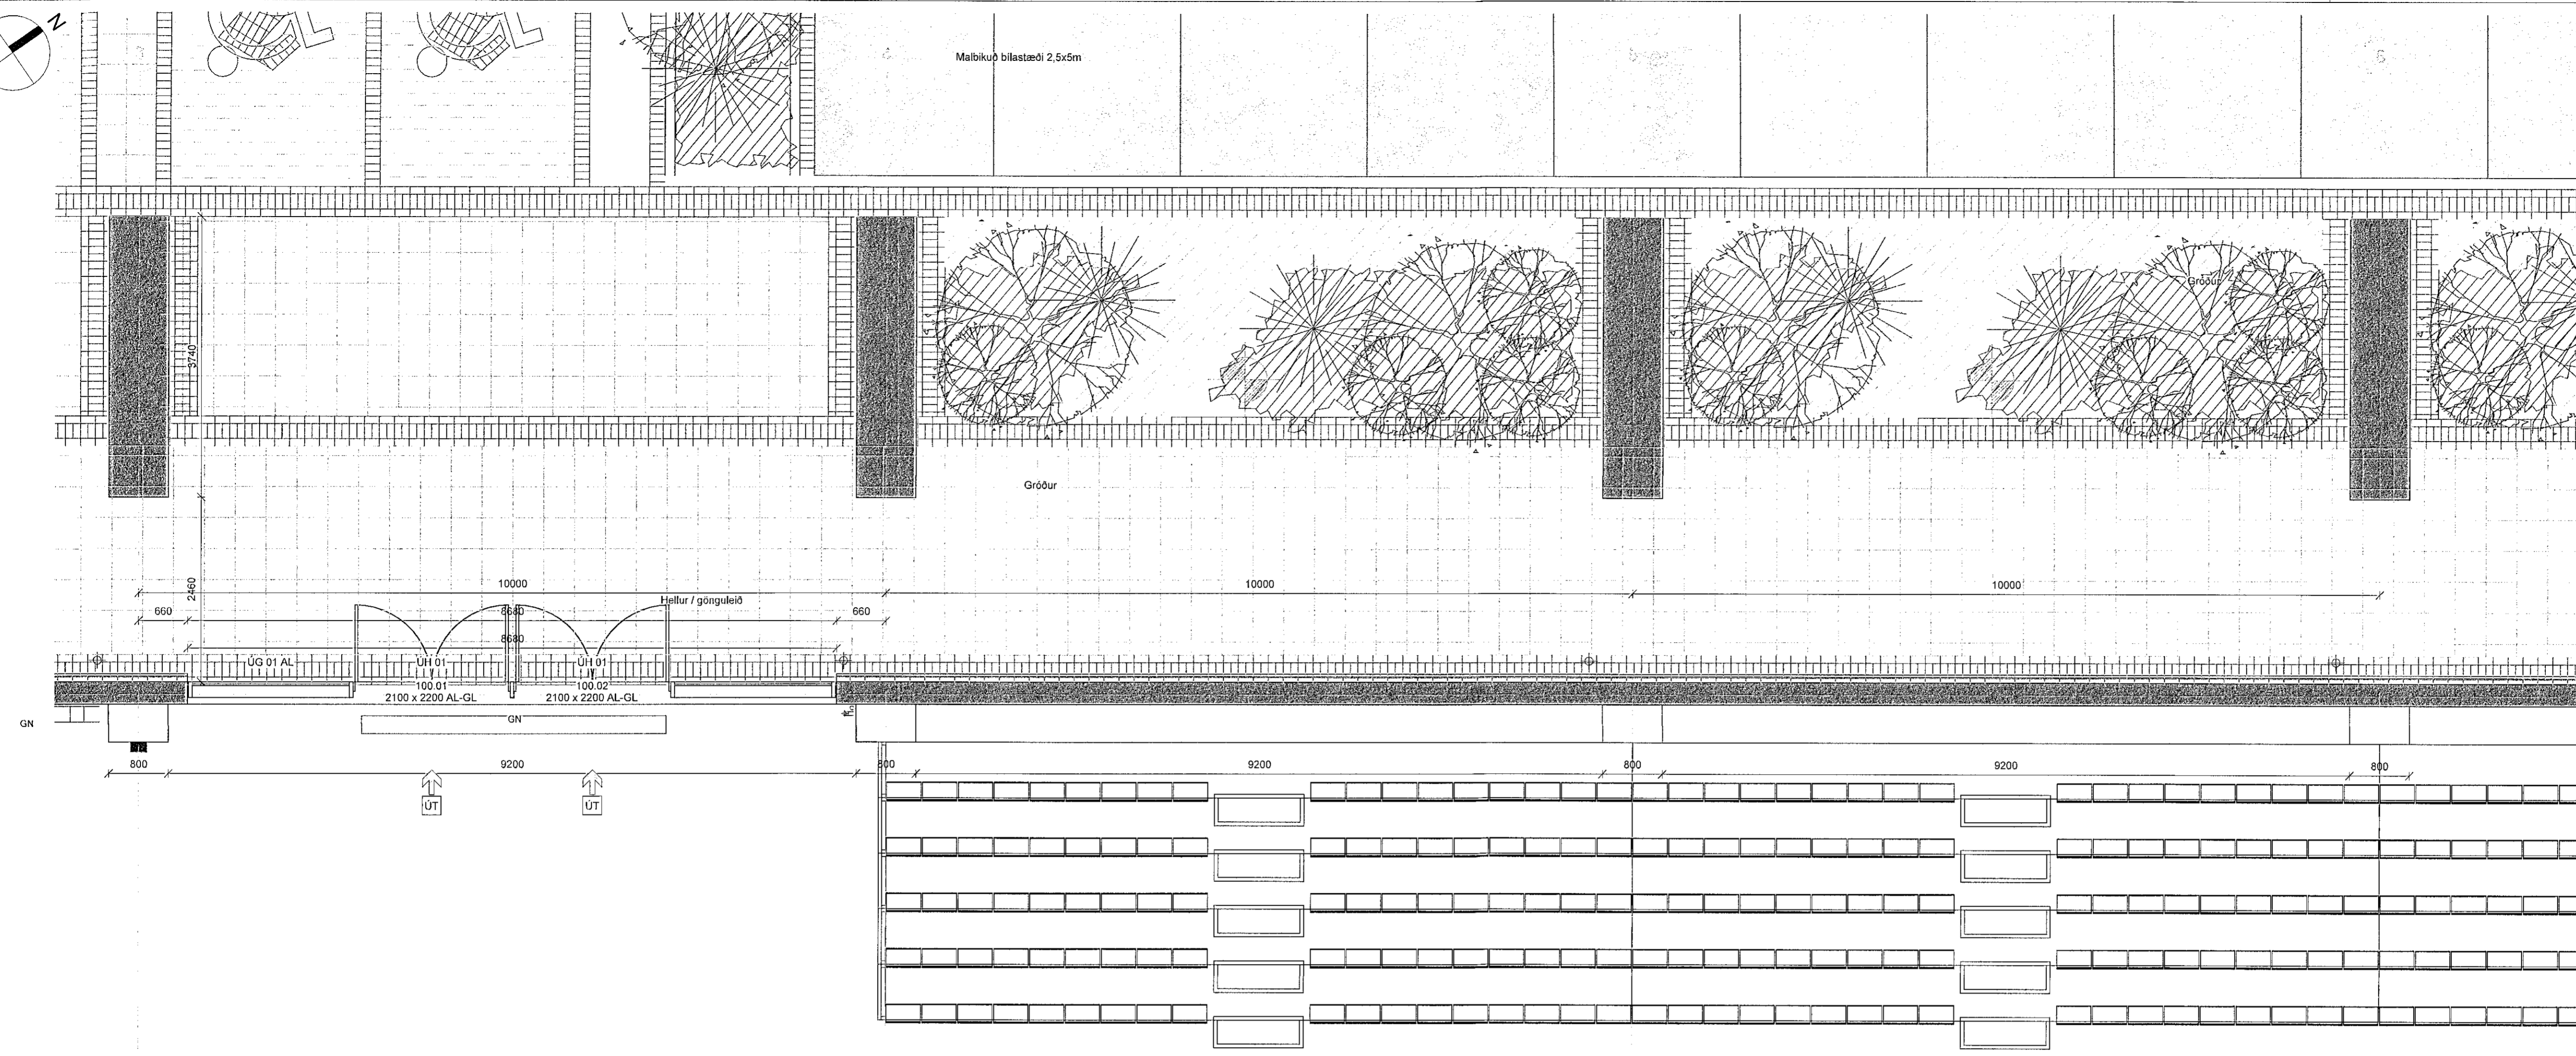 N
Malbikuð bílastæði 2,5x5m
Gróður
3740
Gróður
2460
10000
10000
10000
Hellur / gönguleið
660
8680
660
8680
ÚG 01 AL
ÚH 01
ÚH 01
100.01
100.02
2100 x 2200 AL-GL
2100 x 2200 AL-GL
GN
GN
800
9200
800
9200
800
9200
800
ÚT
ÚT